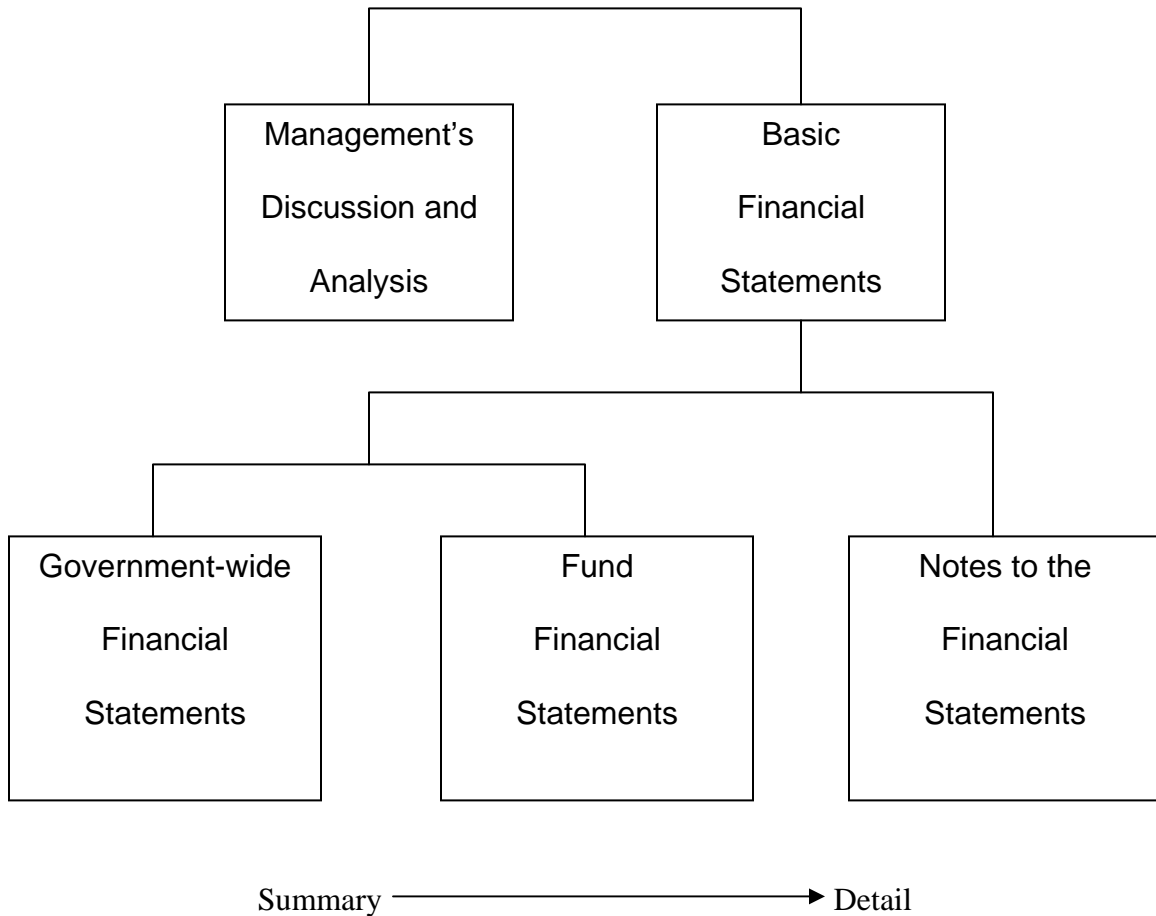 Management’s
Discussion and
Analysis
Basic
Financial
Statements
Government-wide
Financial
Statements
Fund
Financial
Statements
Notes to the
Financial
Statements
Summary Detail